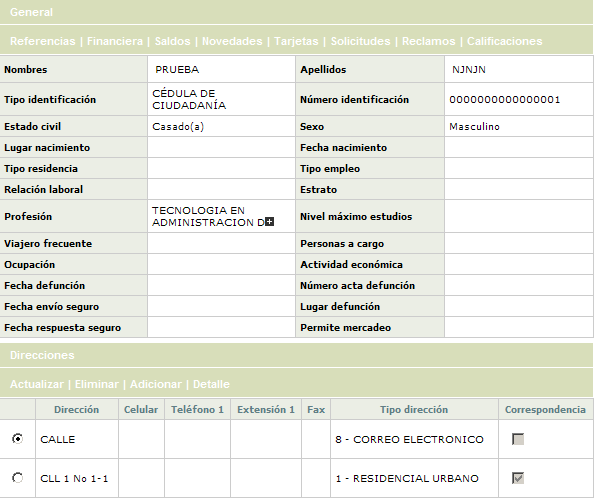 General
Referencias | Financiera | Saldos | Novedades | Tarjetas | Solicitudes | Reclamos | Calificaciones
Nombres PRUEBA Apellidos NJNJN
Tipo identificación CÉDULA DE CIUDADANÍA Número identificación 0000000000000001
Estado civil Casado(a) Sexo Masculino
Lugar nacimiento Fecha nacimiento
Tipo residencia Tipo empleo
Relación laboral Estrato
Profesión TECNOLOGIA EN ADMINISTRACION D Nivel máximo estudios
Viajero frecuente Personas a cargo
Ocupación Actividad económica
Fecha defunción Número acta defunción
Fecha envío seguro Lugar defunción
Fecha respuesta seguro Permite mercadeo
Direcciones
Actualizar | Eliminar | Adicionar | Detalle
Dirección Celular Teléfono 1 Extensión 1 Fax Tipo dirección Correspondencia
CALLE 8 - CORREO ELECTRONICO
CLL 1 No 1-1 1 - RESIDENCIAL URBANO